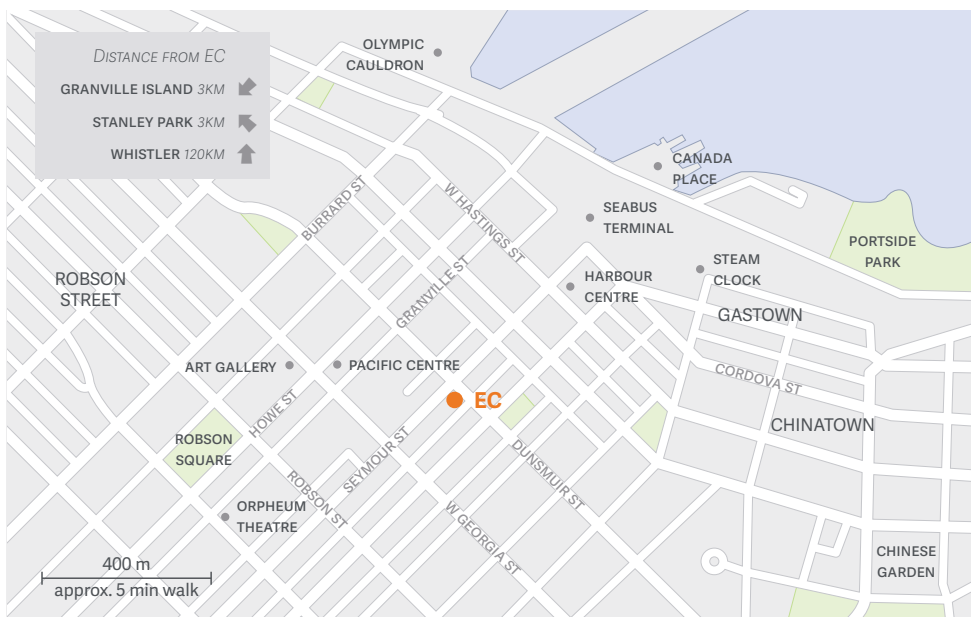 DISTANCE FROM EC
GRANVILLE ISLAND 3KM
STANLEY PARK 3KM
WHISTLER 120KM
OLYMPIC
CAULDRON
CANADA
PLACE
BURRARD ST
W HASTINGS ST
SEABUS
TERMINAL
PORTSIDE
PARK
STEAM
CLOCK
ROBSON
STREET
HARBOUR
CENTRE
GRANVILLE ST
GASTOWN
ART GALLERY
PACIFIC CENTRE
CORDOVA ST
EC
HOWE ST
CHINATOWN
ROBSON
SQUARE
SEYMOUR ST
DUNSMUIR ST
ROBSON ST
ORPHEUM
THEATRE
W GEORGIA ST
CHINESE
GARDEN
400 m
approx. 5 min walk